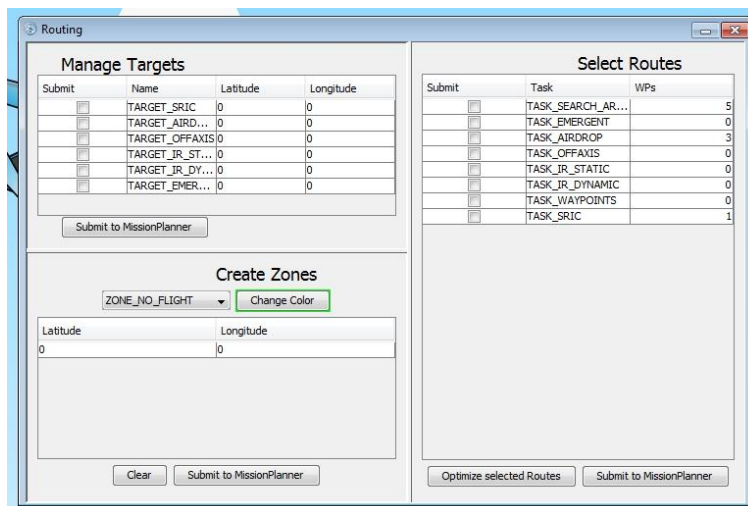 Routing
Manage Targets
Submit Name Latitude Longitude
TARGET_SRIC 0 0
TARGET_AIRD... 0 0
TARGET_OFFAXIS 0 0
TARGET_IR_ST... 0 0
TARGET_IR_DY... 0 0
TARGET_EMER... 0 0
Submit to MissionPlanner
Create Zones
ZONE_NO_FLIGHT Change Color
Latitude Longitude
0 0
Clear Submit to MissionPlanner
Select Routes
Submit Task WPs
TASK_SEARCH_AR... 5
TASK_EMERGENT 0
TASK_AIRDROP 3
TASK_OFFAXIS 0
TASK_IR_STATIC 0
TASK_IR_DYNAMIC 0
TASK_WAYPOINTS 0
TASK_SRIC 1
Optimize selected Routes Submit to MissionPlanner